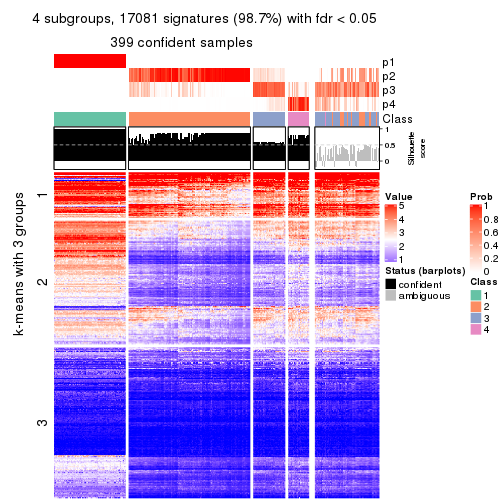 4 subgroups, 17081 signatures (98.7%) with fdr < 0.05
399 confident samples
p1
p2
p3
p4
Class
1
0.5
0
Silhouette
score
k-means with 3 groups
1
2
3
Value
5
4
3
2
1
Status (barplots)
confident
ambiguous
Prob
1
0.8
0.6
0.4
0.2
0
Class
1
2
3
4